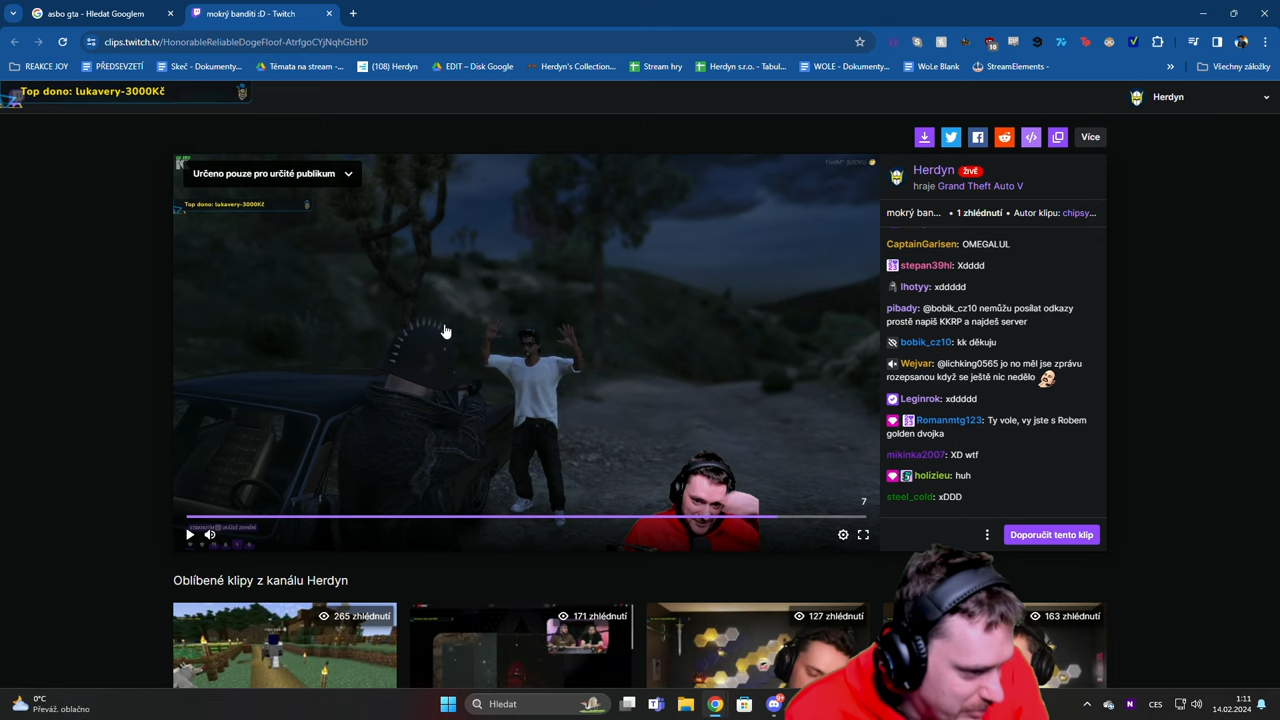 asbo gta - Hledat Googlem
mokrý banditi :D - Twitch
clips.twitch.tv/HonorableReliableDogeFloof-AtrfgoCYjNqhGbHD
REAKCE JOY
PŘEDSEVZETÍ
Skeč - Dokumenty...
Témata na stream -...
(108) Herdyn
EDIT – Disk Google
Herdyn's Collection...
Stream hry
Herdyn s.r.o. - Tabul...
WOLE - Dokumenty...
WoLe Blank
StreamElements -
»
Všechny záložky
Top dono: lukavery-3000Kč
Herdyn
Více
Určeno pouze pro určité publikum
Top dono: lukavery-3000Kč
Herdyn ŽIVĚ
hraje Grand Theft Auto V
mokrý ban... • 1 zhlédnutí • Autor klipu: chipsy...
CaptainGarisen: OMEGALUL
stepan39hl: Xdddd
lhotyy: xddddd
pibady: @bobik_cz10 nemůžu posílat odkazy
prostě napiš KKRP a najdeš server
bobik_cz10: kk děkuju
Wejvar: @lichking0565 jo no měl jse zprávu
rozepsanou když se ještě nic nedělo
Leginrok: xddddd
Romanmtg123: Ty vole, vy jste s Robem
golden dvojka
mikinka2007: XD wtf
holizieu: huh
steel_cold: xDDD
7
Doporučit tento klip
Oblíbené klipy z kanálu Herdyn
265 zhlédnutí
171 zhlédnutí
127 zhlédnutí
163 zhlédnutí
0°C
Převáž. oblačno
Hledat
CES
1:11
14.02.2024